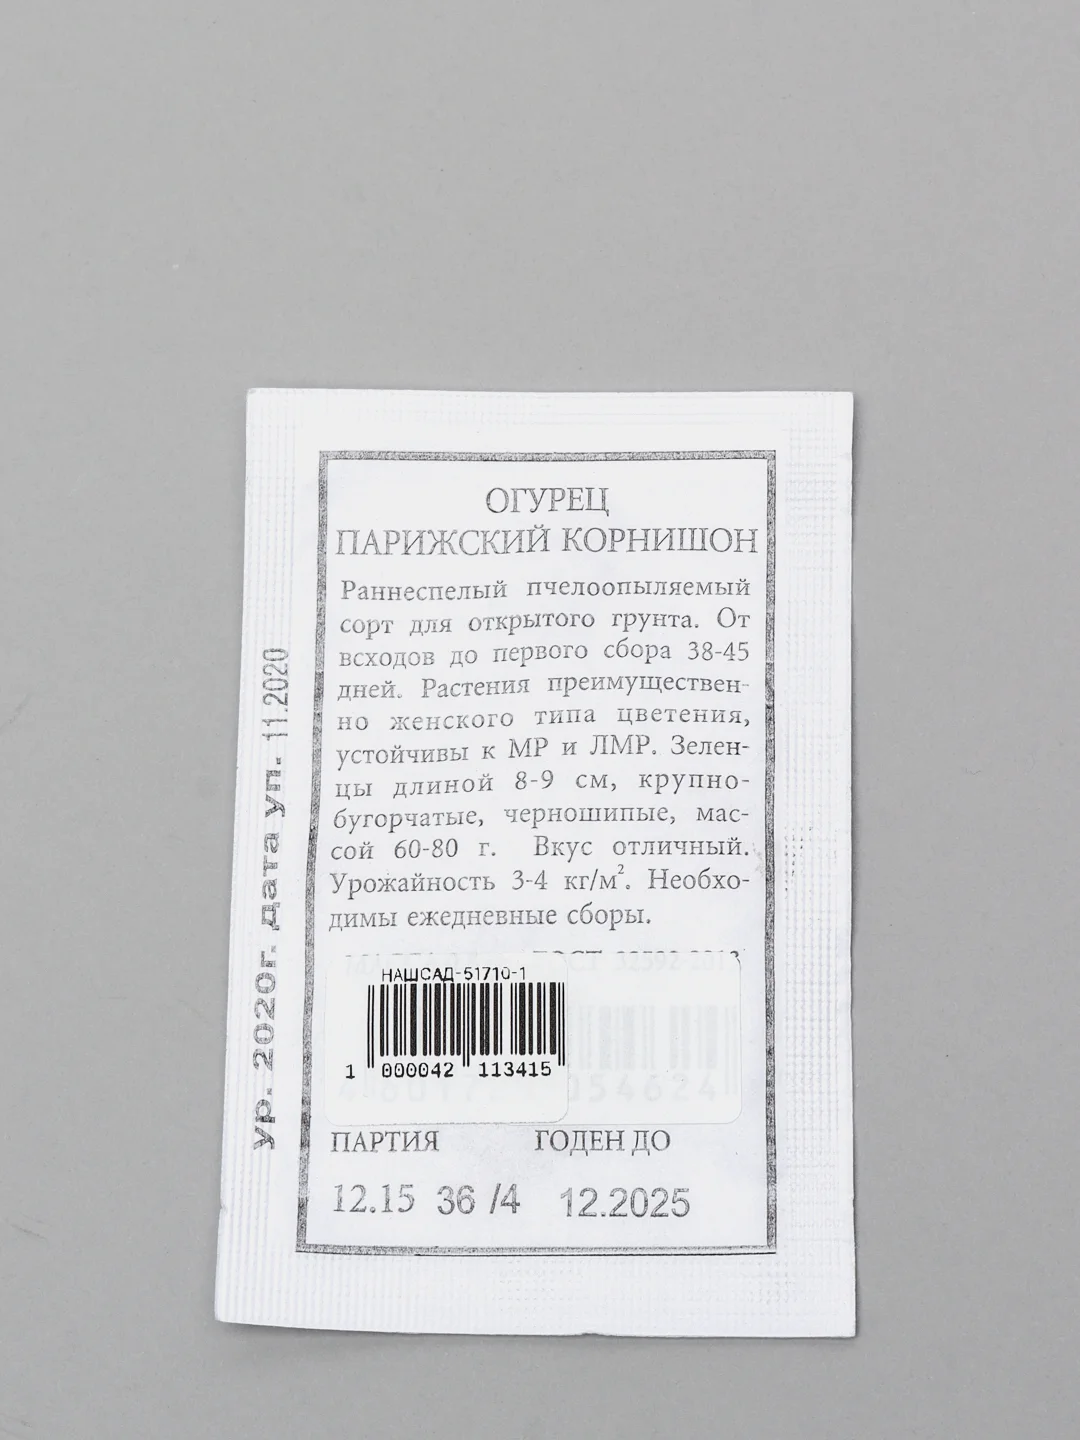 ОГУРЕЦ
ПАРИЖСКИЙ КОРНИШОН
Раннеспелый пчелоопыляемый
сорт для открытого грунта. От
всходов до первого сбора 38-45
дней. Растения преимуществен-
но женского типа цветения,
устойчивы к МР и ЛМР. Зелен-
цы длиной 8-9 см, крупно-
бугорчатые, черношипые, мас-
сой 60-80 г. Вкус отличный.
Урожайность 3-4 кг/м².  Необхо-
димы ежедневные сборы.
НАШСАД-51710-1
1 000042 113415
ПАРТИЯ ГОДЕН ДО
12.15 36 /4 12.2025
Ур. 2020г. дата уп. 11.2020